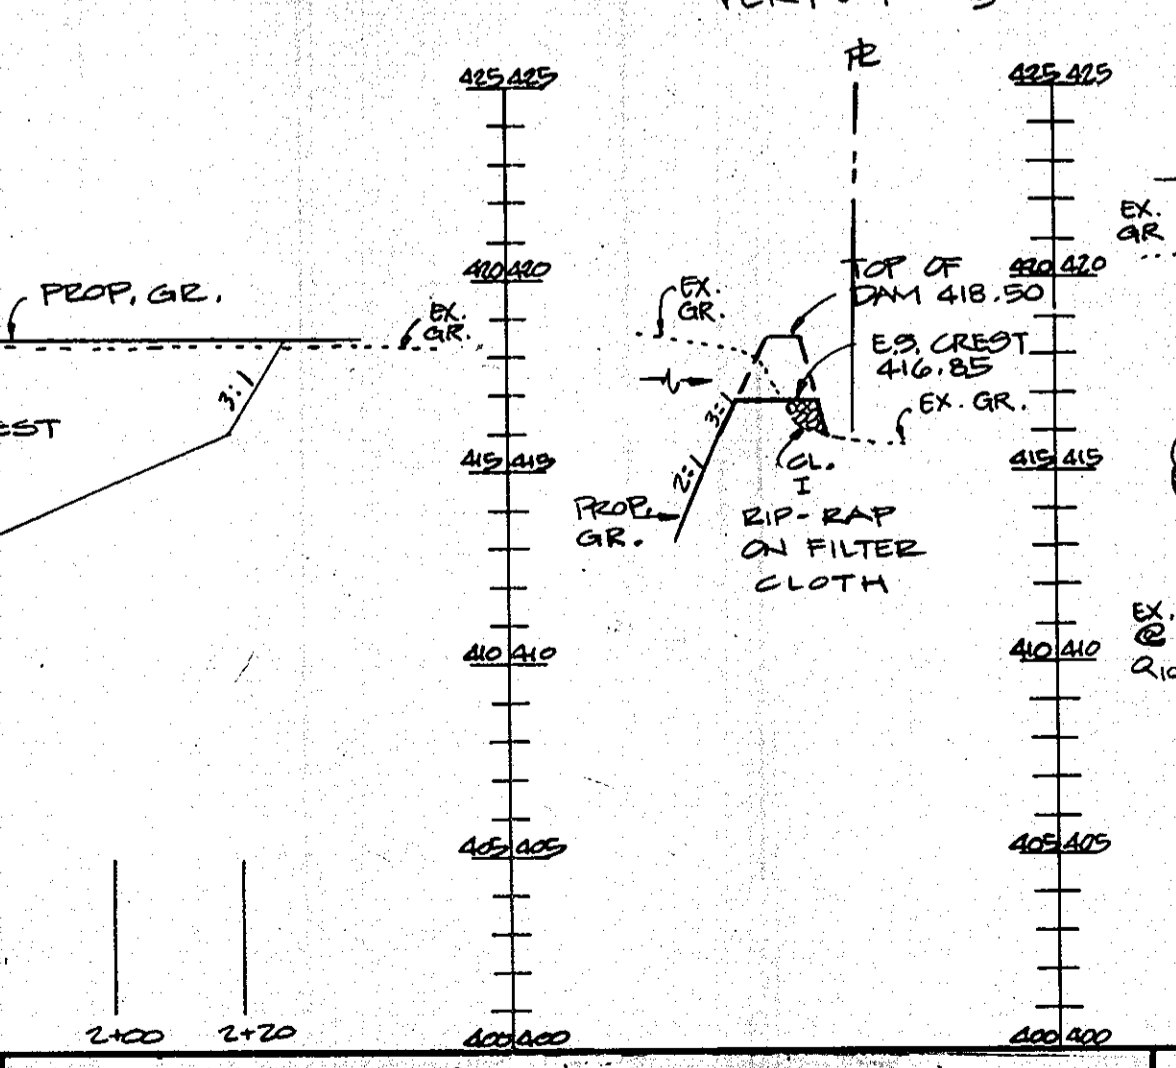 PL
425 425
425 425
EX.
GR
420 420
TOP OF
DAM 418.50
420 420
PROP. GR.
EX.
GR.
EX.
GR.
E.S. CREST
416.85
3:1
3:1
EX. GR.
EST
415 415
2:1
CL.
I
415 415
PROP.
GR.
RIP-RAP
ON FILTER
CLOTH
EX.
@
410 410
410 410
405 405
405 405
2+00
2+20
400 400
400 400